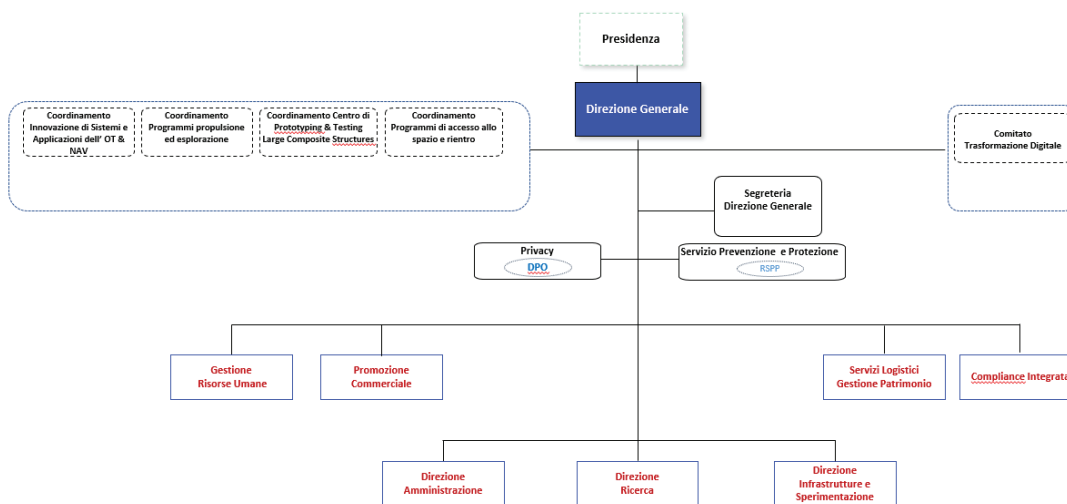 Presidenza
Direzione Generale
Coordinamento
Innovazione di Sistemi e
Applicazioni dell' OT &
NAV
Coordinamento
Programmi propulsione
ed esplorazione
Coordinamento Centro di
Prototyping & Testing
Large Composite Structures
Coordinamento
Programmi di accesso allo
spazio e rientro
Comitato
Trasformazione Digitale
Segreteria
Direzione Generale
Privacy
DPO
Servizio Prevenzione e Protezione
RSPP
Gestione
Risorse Umane
Promozione
Commerciale
Servizi Logistici
Gestione Patrimonio
Compliance Integrata
Direzione
Amministrazione
Direzione
Ricerca
Direzione
Infrastrutture e
Sperimentazione